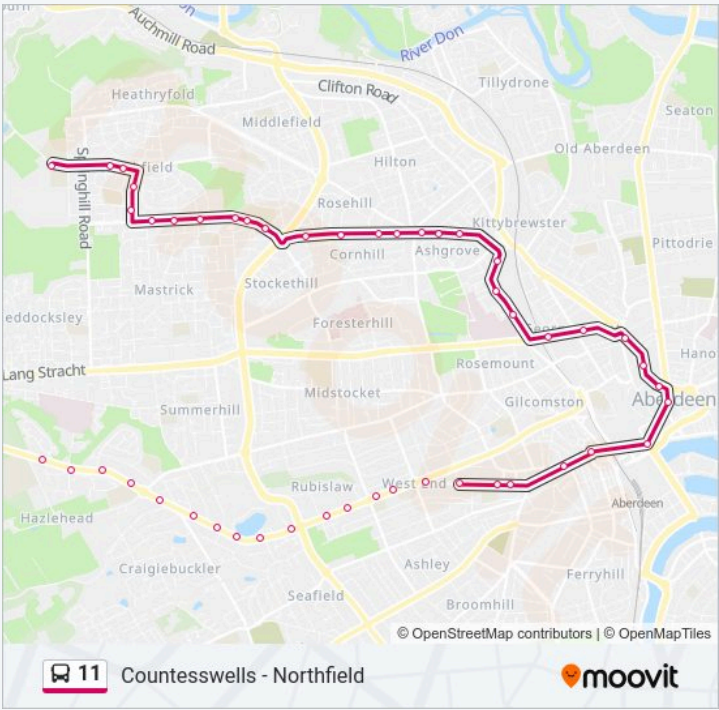 Auchmill Road
River Don
Clifton Road
Tillydrone
Heathryfold
Seaton
Middlefield
Old Aberdeen
Hilton
field
Springhill Road
Rosehill
Kittybrewster
Pittodrie
Cornhill
Ashgrove
Stockethill
Mastrick
eddocksley
Foresterhill
Hano
Lang Stracht
Rosemount
Midstocket
Gilcomston
Aberdeen
Summerhill
Rubislaw
West End
Aberdeen
Hazlehead
Craigiebuckler
Ashley
Ferryhill
Seafield
Broomhill
© OpenStreetMap contributors | © OpenMapTiles
11 Countesswells - Northfield
moovit